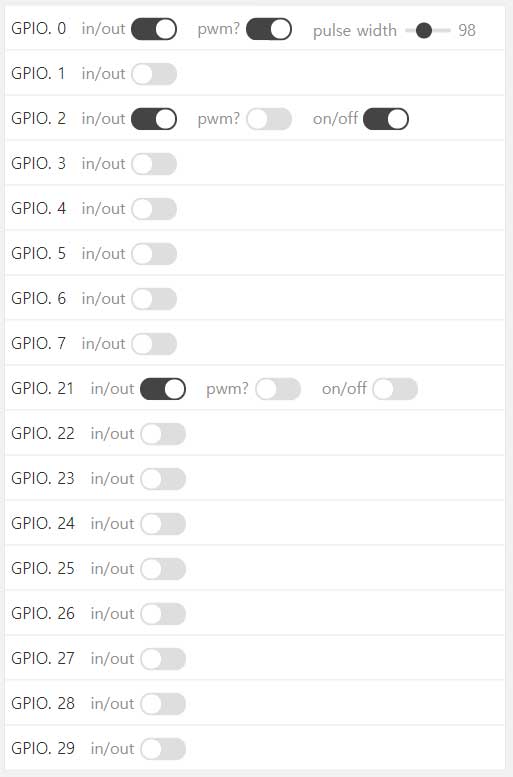 GPIO. 0 in/out pwm? pulse width 98
GPIO. 1 in/out
GPIO. 2 in/out pwm? on/off
GPIO. 3 in/out
GPIO. 4 in/out
GPIO. 5 in/out
GPIO. 6 in/out
GPIO. 7 in/out
GPIO. 21 in/out pwm? on/off
GPIO. 22 in/out
GPIO. 23 in/out
GPIO. 24 in/out
GPIO. 25 in/out
GPIO. 26 in/out
GPIO. 27 in/out
GPIO. 28 in/out
GPIO. 29 in/out